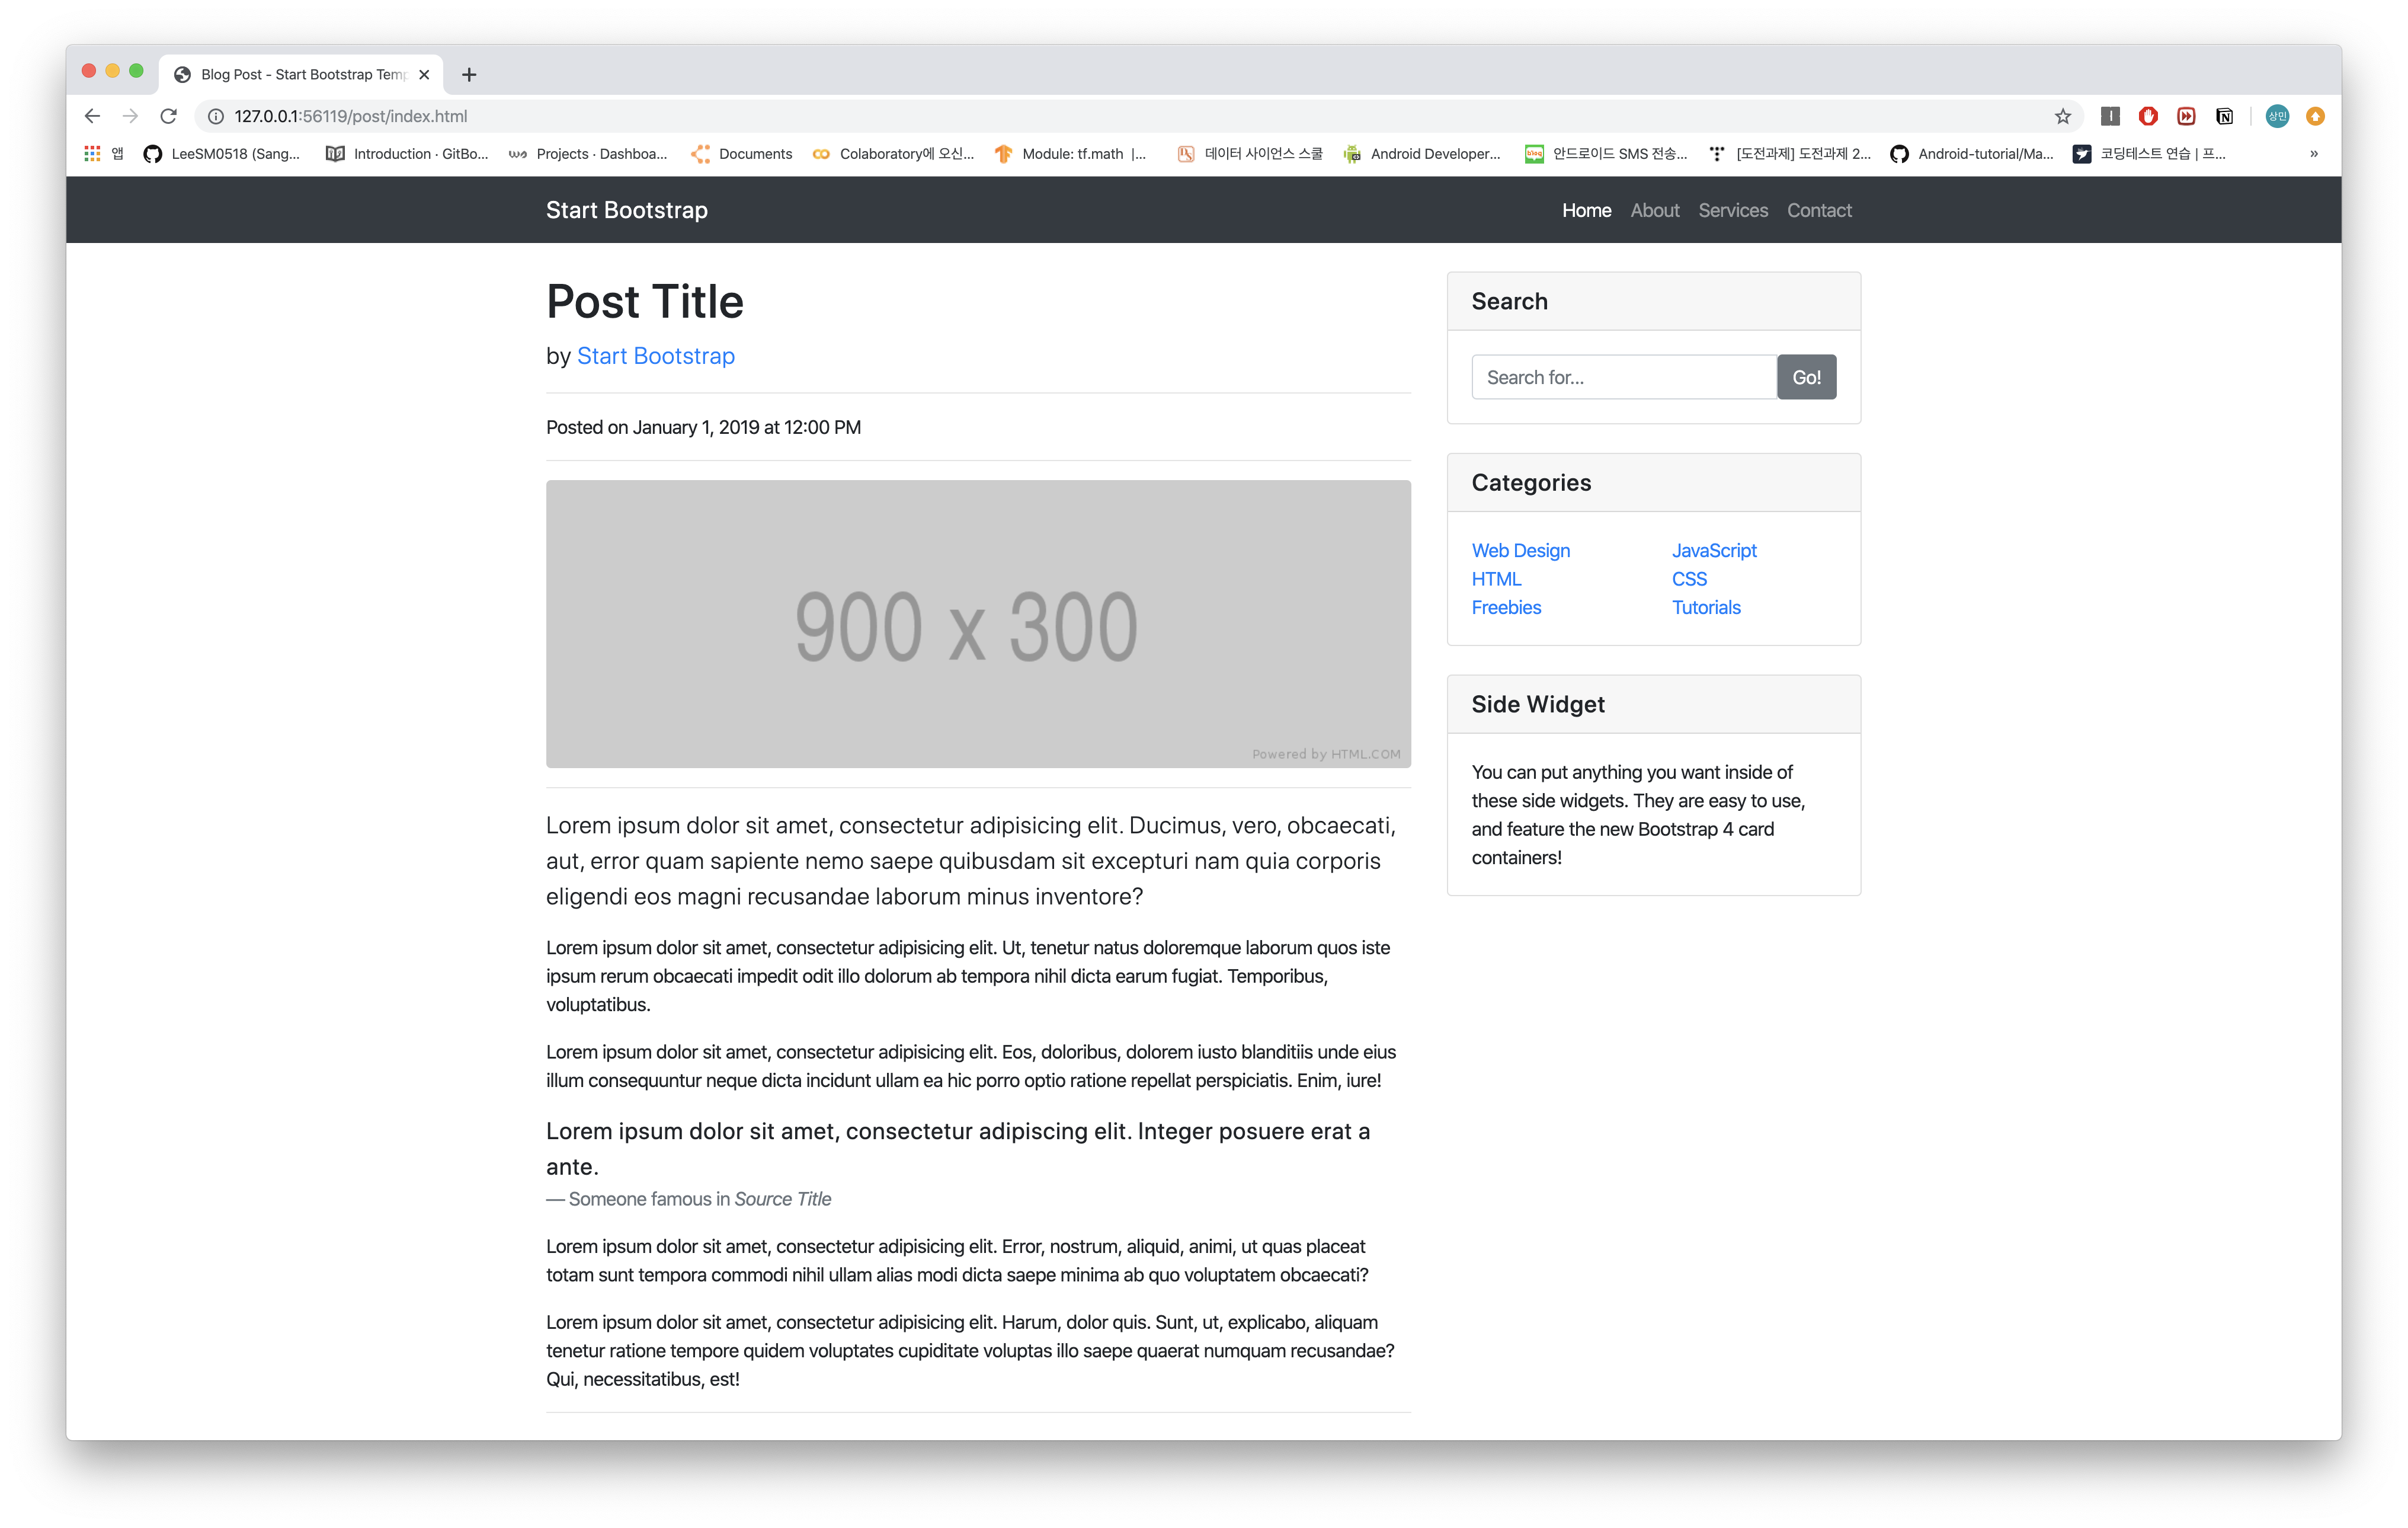 Blog Post - Start Bootstrap Temp
127.0.0.1:56119/post/index.html
상민
앱
LeeSM0518 (Sang...
Introduction · GitBo...
Projects · Dashboa...
Documents
Colaboratory에 오신...
Module: tf.math |...
데이터 사이언스 스쿨
Android Developer...
안드로이드 SMS 전송...
[도전과제] 도전과제 2...
Android-tutorial/Ma...
코딩테스트 연습 | 프...
»
Start Bootstrap
Home
About
Services
Contact
Post Title
by Start Bootstrap
Posted on January 1, 2019 at 12:00 PM
900 x 300
Powered by HTML.COM
Lorem ipsum dolor sit amet, consectetur adipisicing elit. Ducimus, vero, obcaecati,
aut, error quam sapiente nemo saepe quibusdam sit excepturi nam quia corporis
eligendi eos magni recusandae laborum minus inventore?
Lorem ipsum dolor sit amet, consectetur adipisicing elit. Ut, tenetur natus doloremque laborum quos iste
ipsum rerum obcaecati impedit odit illo dolorum ab tempora nihil dicta earum fugiat. Temporibus,
voluptatibus.
Lorem ipsum dolor sit amet, consectetur adipisicing elit. Eos, doloribus, dolorem iusto blanditiis unde eius
illum consequuntur neque dicta incidunt ullam ea hic porro optio ratione repellat perspiciatis. Enim, iure!
Lorem ipsum dolor sit amet, consectetur adipiscing elit. Integer posuere erat a
ante.
— Someone famous in Source Title
Lorem ipsum dolor sit amet, consectetur adipisicing elit. Error, nostrum, aliquid, animi, ut quas placeat
totam sunt tempora commodi nihil ullam alias modi dicta saepe minima ab quo voluptatem obcaecati?
Lorem ipsum dolor sit amet, consectetur adipisicing elit. Harum, dolor quis. Sunt, ut, explicabo, aliquam
tenetur ratione tempore quidem voluptates cupiditate voluptas illo saepe quaerat numquam recusandae?
Qui, necessitatibus, est!
Search
Search for...
Go!
Categories
Web Design
HTML
Freebies
JavaScript
CSS
Tutorials
Side Widget
You can put anything you want inside of
these side widgets. They are easy to use,
and feature the new Bootstrap 4 card
containers!